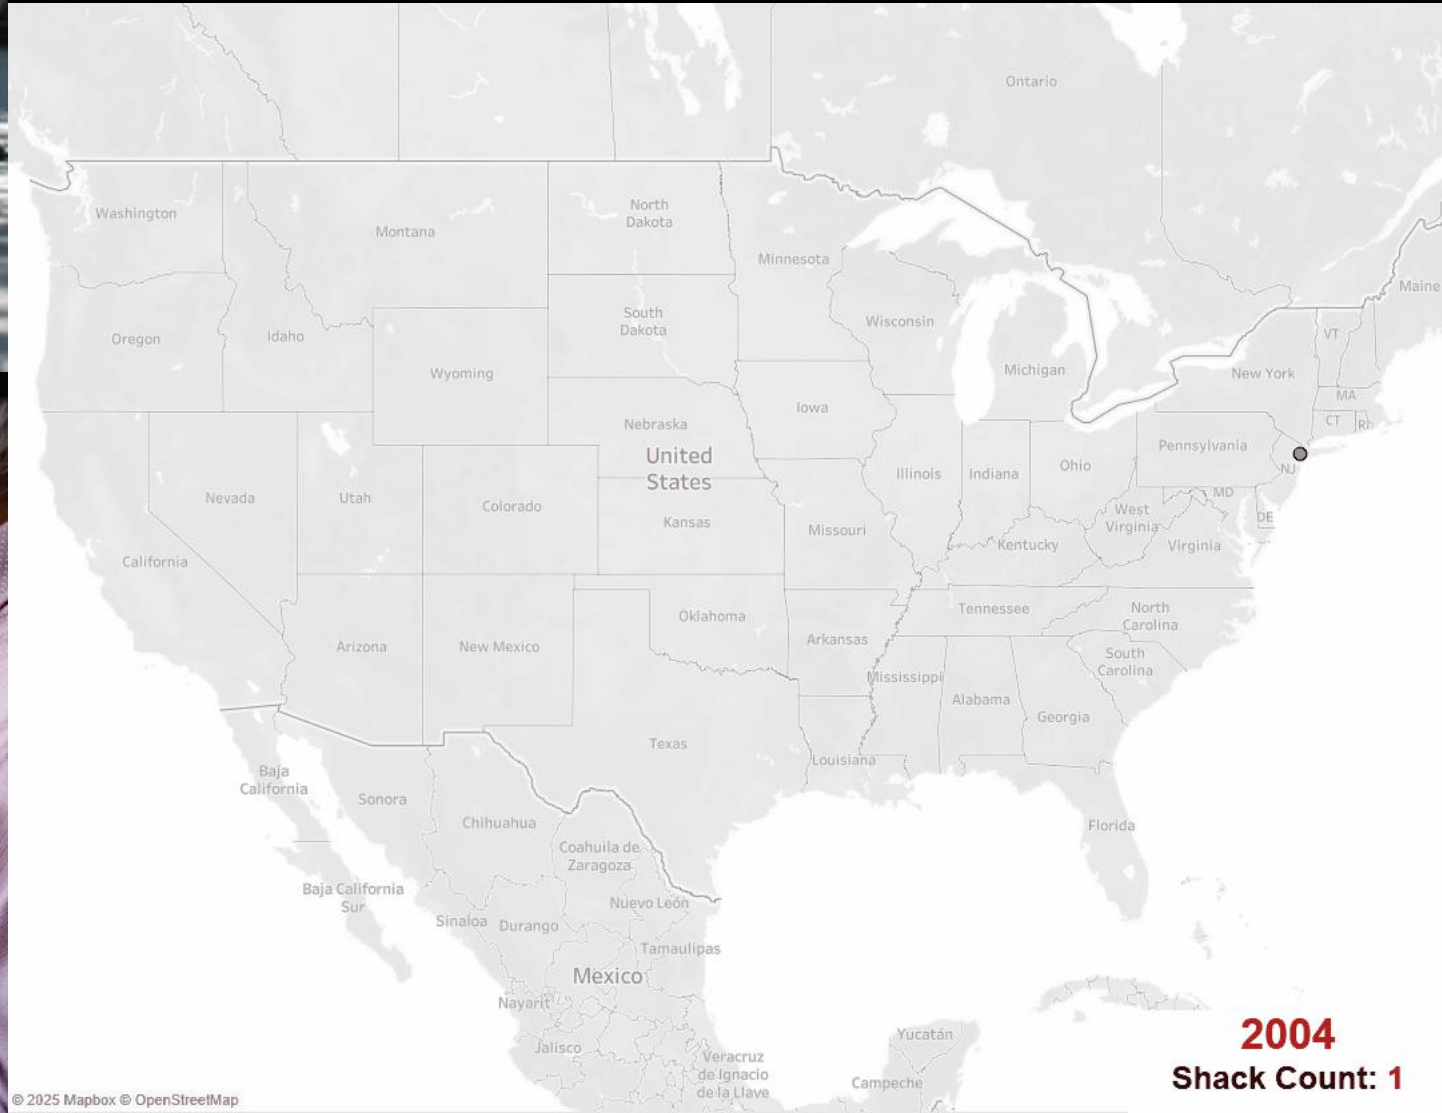 Ontario
Washington
North
Dakota
Montana
Minnesota
Maine
South
Dakota
Wisconsin
VT
Oregon
Idaho
Wyoming
Michigan
New York
MA
Iowa
CT
RI
Nebraska
Pennsylvania
United
States
Ohio
NJ
Illinois
Indiana
Nevada
Utah
MD
Colorado
West
Virginia
DE
Kansas
Missouri
Kentucky
Virginia
California
Tennessee
North
Carolina
Oklahoma
Arkansas
Arizona
New Mexico
South
Carolina
Mississippi
Alabama
Georgia
Texas
Louisiana
Baja
California
Sonora
Chihuahua
Florida
Coahuila de
Zaragoza
Baja California
Sur
Nuevo León
Sinaloa
Durango
Tamaulipas
Mexico
Nayarit
Yucatán
2004
Jalisco
Veracruz
de Ignacio
de la Llave
Campeche
Shack Count: 1
© 2025 Mapbox © OpenStreetMap